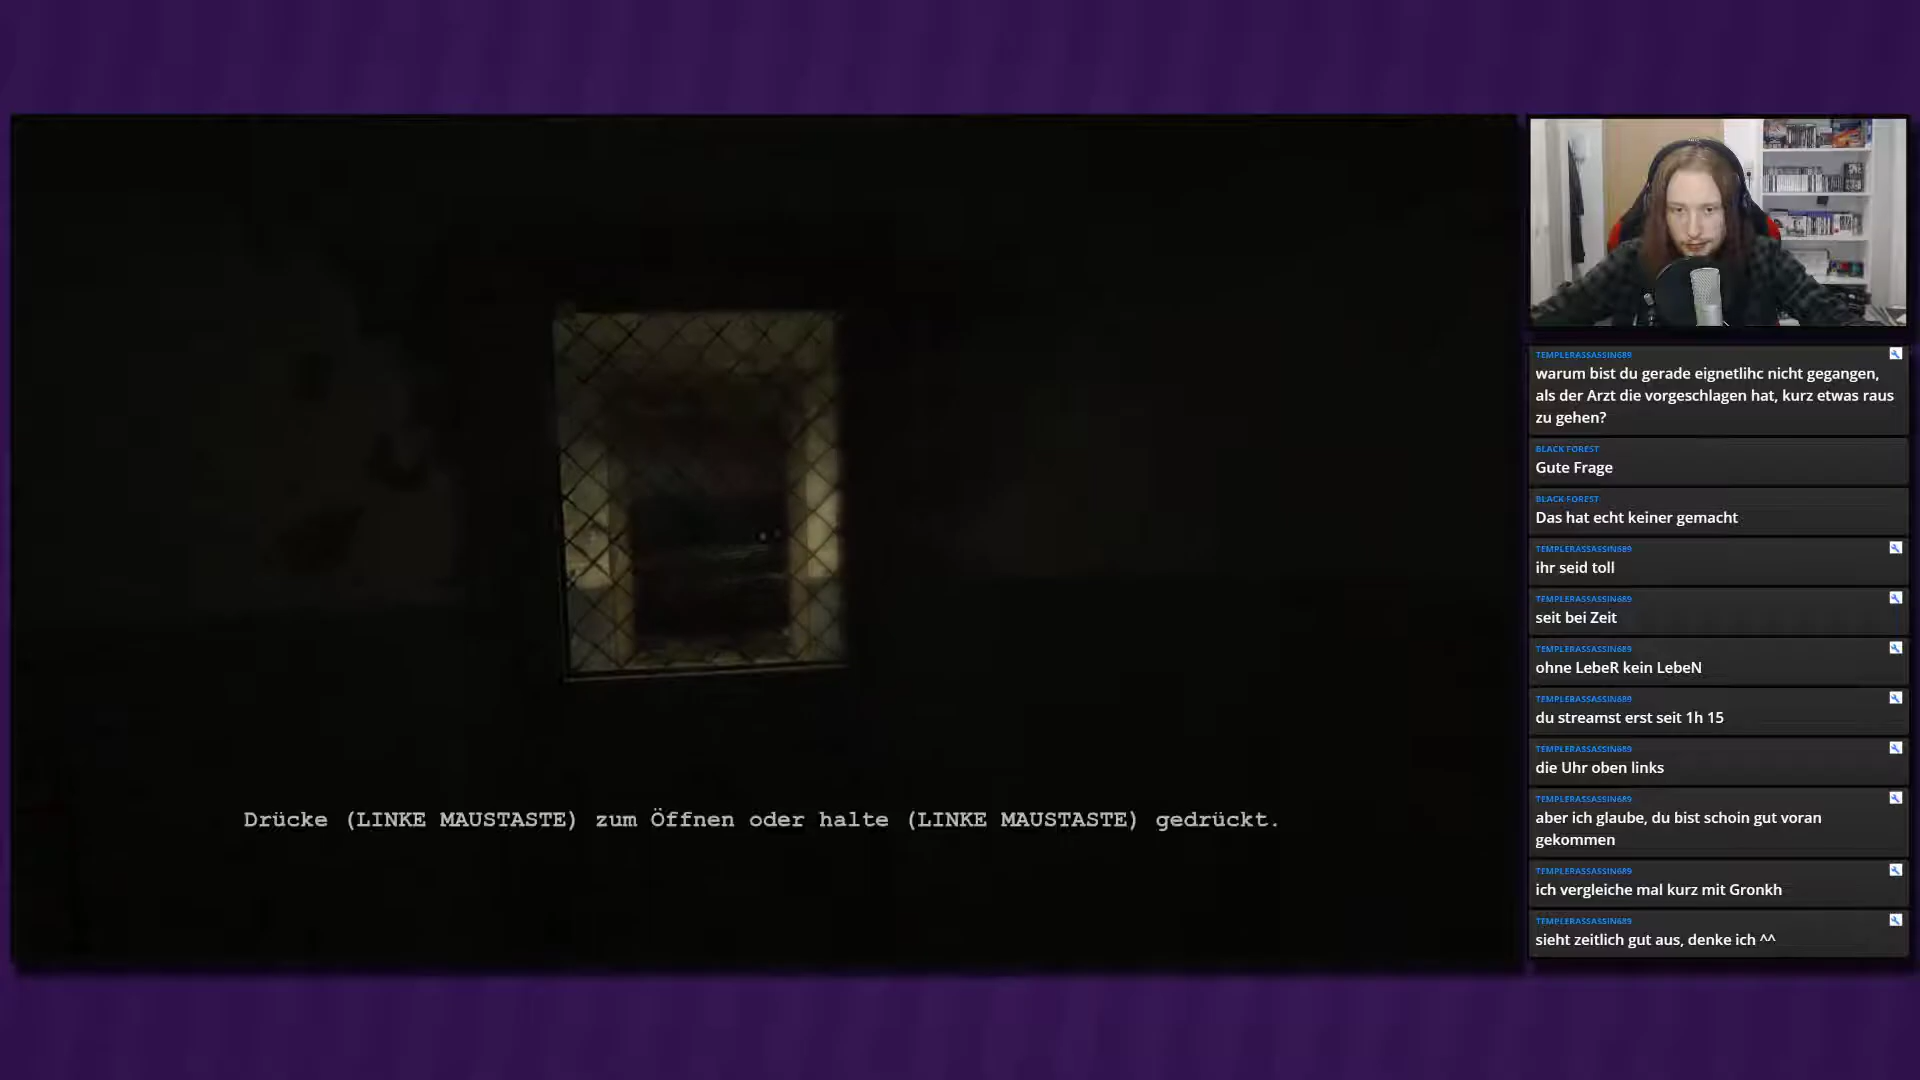 Drücke (LINKE MAUSTASTE) zum Öffnen oder halte (LINKE MAUSTASTE) gedrückt.
TEMPLERASSASSIN689
warum bist du gerade eignetlihc nicht gegangen,
als der Arzt die vorgeschlagen hat, kurz etwas raus
zu gehen?
BLACK FOREST
Gute Frage
BLACK FOREST
Das hat echt keiner gemacht
TEMPLERASSASSIN689
ihr seid toll
TEMPLERASSASSIN689
seit bei Zeit
TEMPLERASSASSIN689
ohne LebeR kein LebeN
TEMPLERASSASSIN689
du streamst erst seit 1h 15
TEMPLERASSASSIN689
die Uhr oben links
TEMPLERASSASSIN689
aber ich glaube, du bist schoin gut voran
gekommen
TEMPLERASSASSIN689
ich vergleiche mal kurz mit Gronkh
TEMPLERASSASSIN689
sieht zeitlich gut aus, denke ich ^^